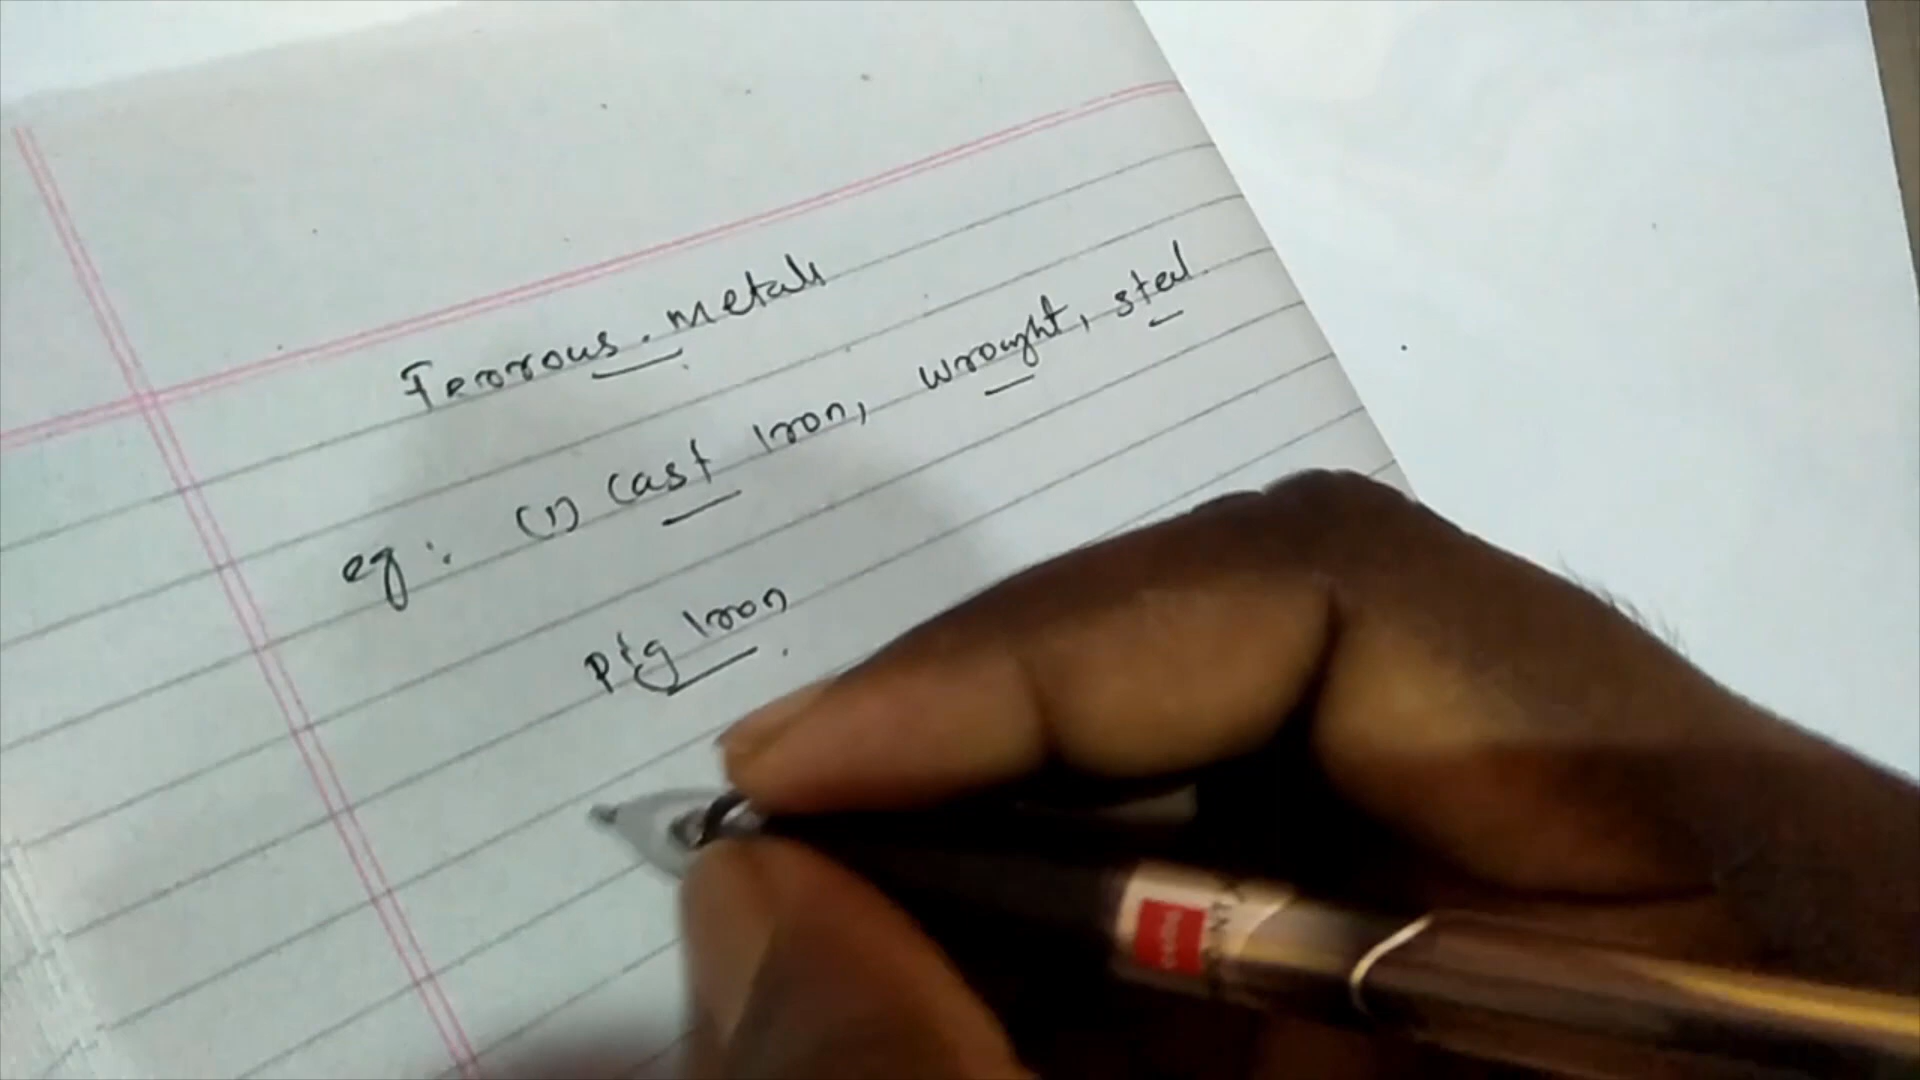 Ferrous metals
eg: (1) Cast Iron, wrought, steel.
Pig Iron